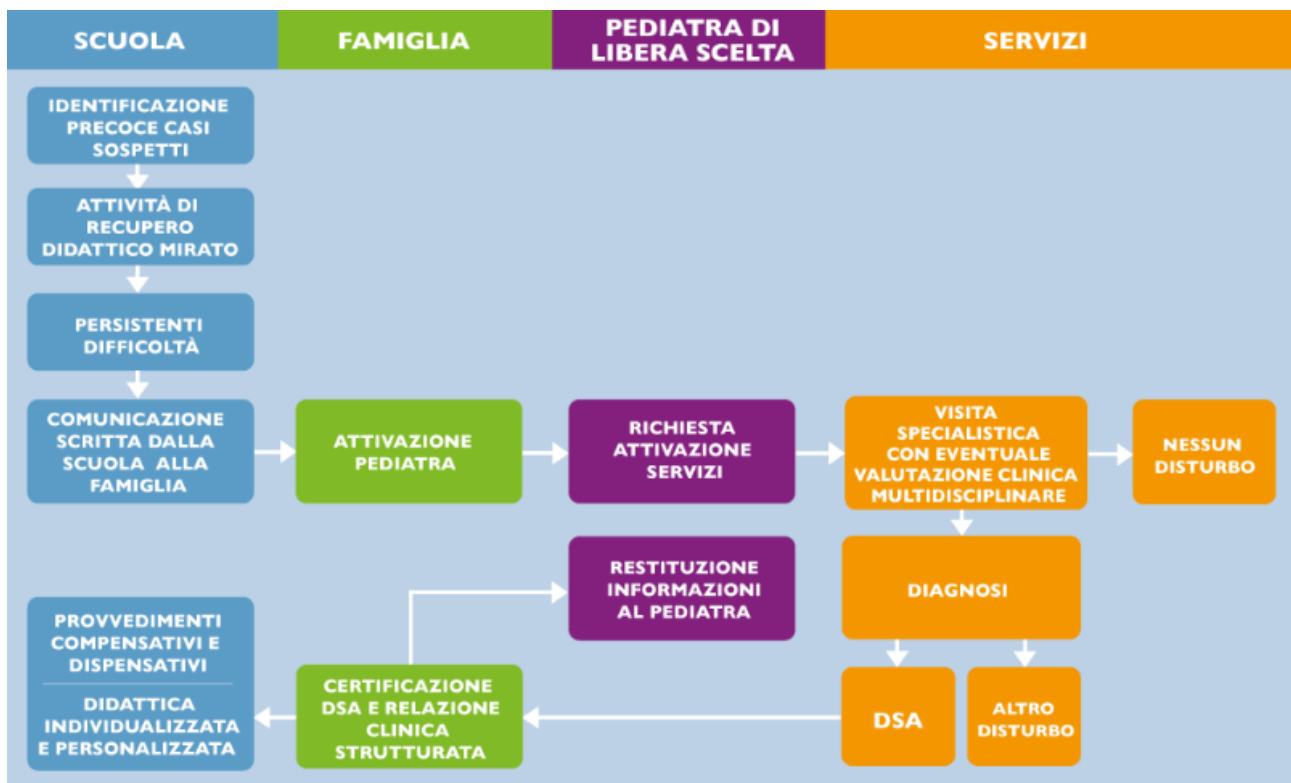 SCUOLA
FAMIGLIA
PEDIATRA DI
LIBERA SCELTA
SERVIZI
IDENTIFICAZIONE
PRECOCE CASI
SOSPETTI
ATTIVITÀ DI
RECUPERO
DIDATTICO MIRATO
PERSISTENTI
DIFFICOLTÀ
COMUNICAZIONE
SCRITTA DALLA
SCUOLA ALLA
FAMIGLIA
ATTIVAZIONE
PEDIATRA
RICHIESTA
ATTIVAZIONE
SERVIZI
VISITA
SPECIALISTICA
CON EVENTUALE
VALUTAZIONE CLINICA
MULTIDISCIPLINARE
NESSUN
DISTURBO
RESTITUZIONE
INFORMAZIONI
AL PEDIATRA
DIAGNOSI
PROVVEDIMENTI
COMPENSATIVI E
DISPENSATIVI
DIDATTICA
INDIVIDUALIZZATA
E PERSONALIZZATA
CERTIFICAZIONE
DSA E RELAZIONE
CLINICA
STRUTTURATA
DSA
ALTRO
DISTURBO